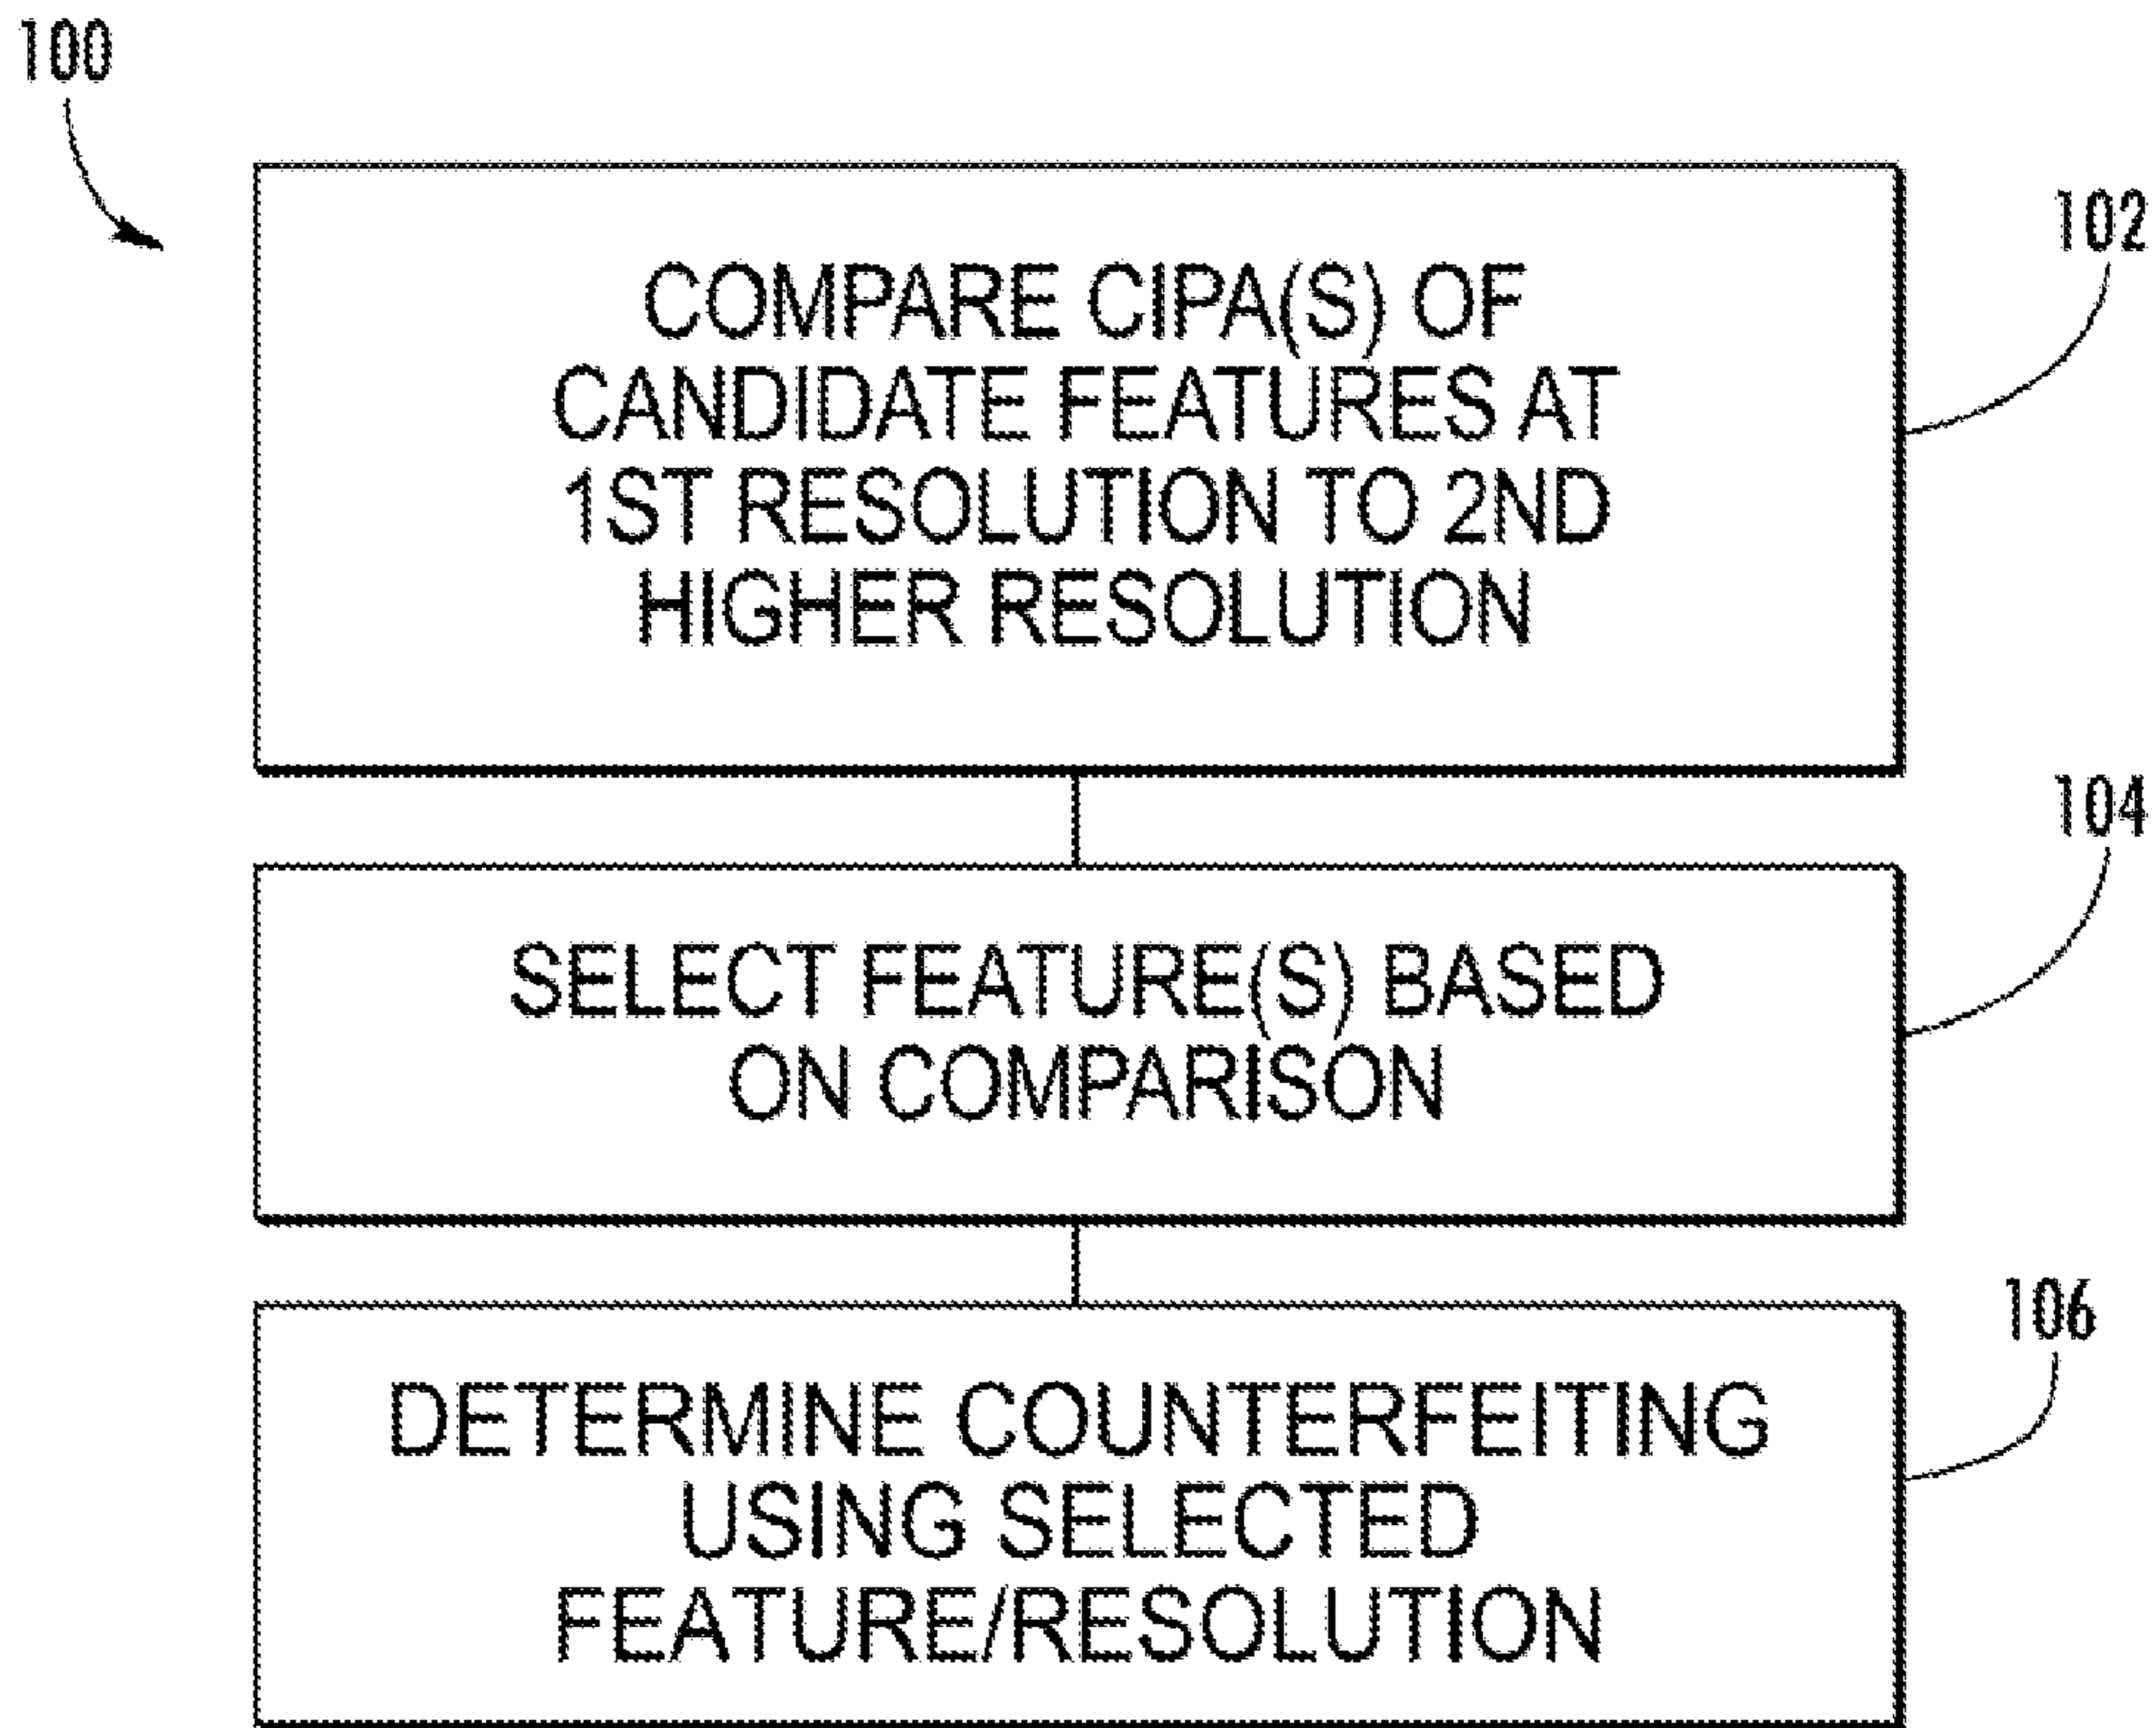 100
102
COMPARE CIPA(S) OF
CANDIDATE FEATURES AT
1ST RESOLUTION TO 2ND
HIGHER RESOLUTION
104
SELECT FEATURE(S) BASED
ON COMPARISON
106
DETERMINE COUNTERFEITING
USING SELECTED
FEATURE/RESOLUTION